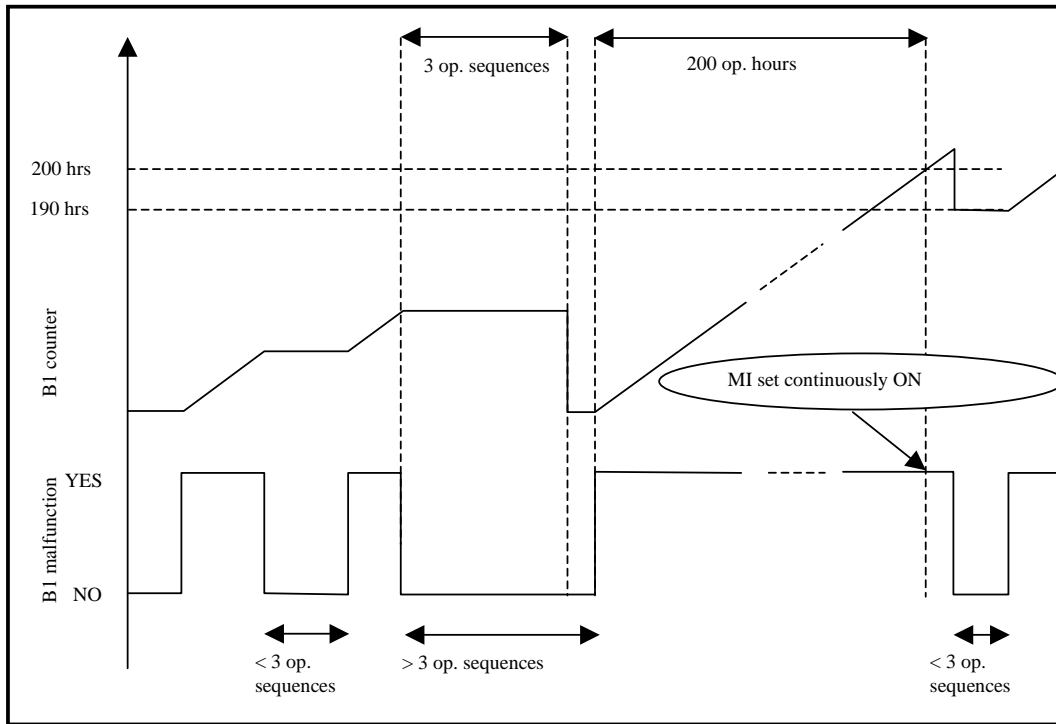 3 op. sequences
200 op. hours
200 hrs
190 hrs
B1 counter
MI set continuously ON
YES
B1 malfunction
NO
< 3 op.
sequences
> 3 op. sequences
< 3 op.
sequences